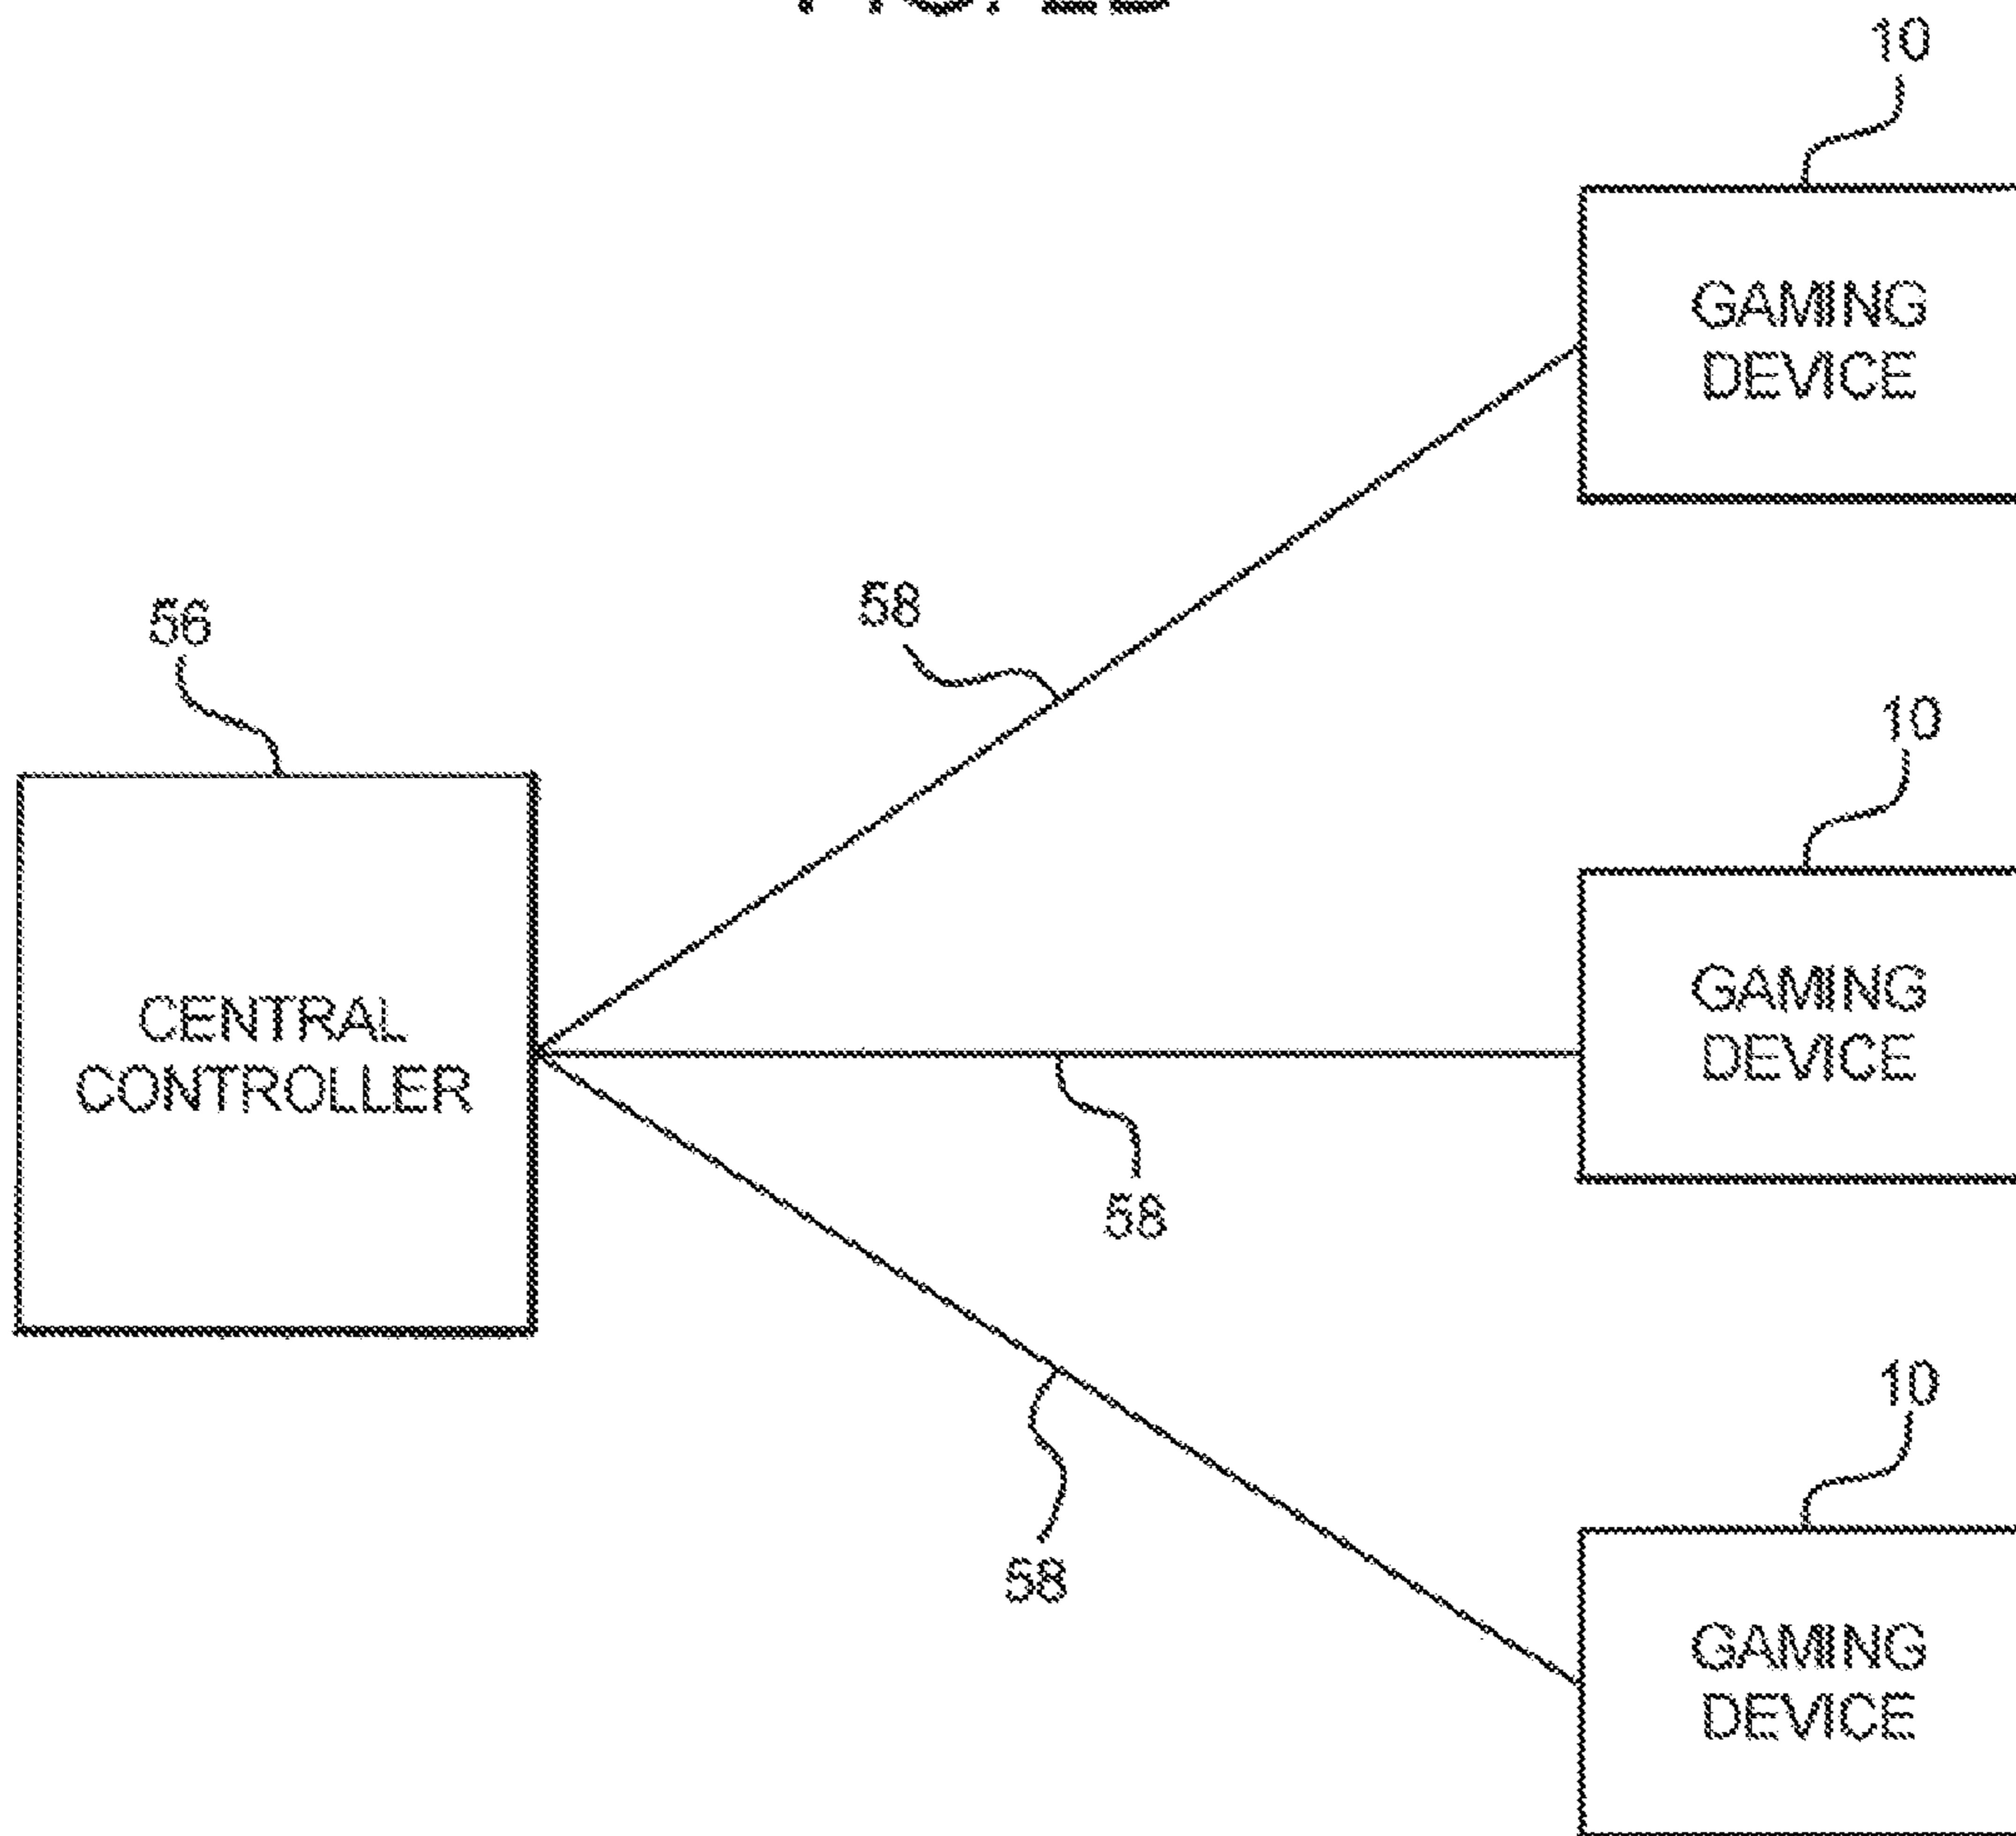 10
GAMING
DEVICE
58
56
10
CENTRAL
CONTROLLER
GAMING
DEVICE
58
10
58
GAMING
DEVICE